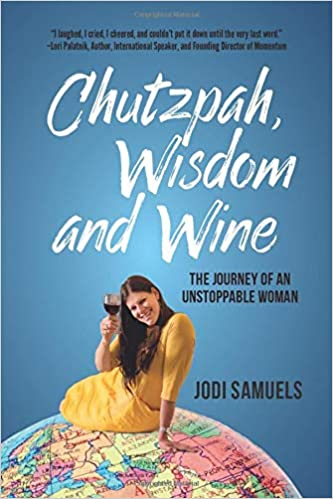 "I laughed, I cried, I cheered, and couldn't put it down until the very last word."
–Lori Palatnik, Author, International Speaker, and Founding Director of Momentum
Chutzpah,
Wisdom
and Wine
THE JOURNEY OF AN
UNSTOPPABLE WOMAN
JODI SAMUELS